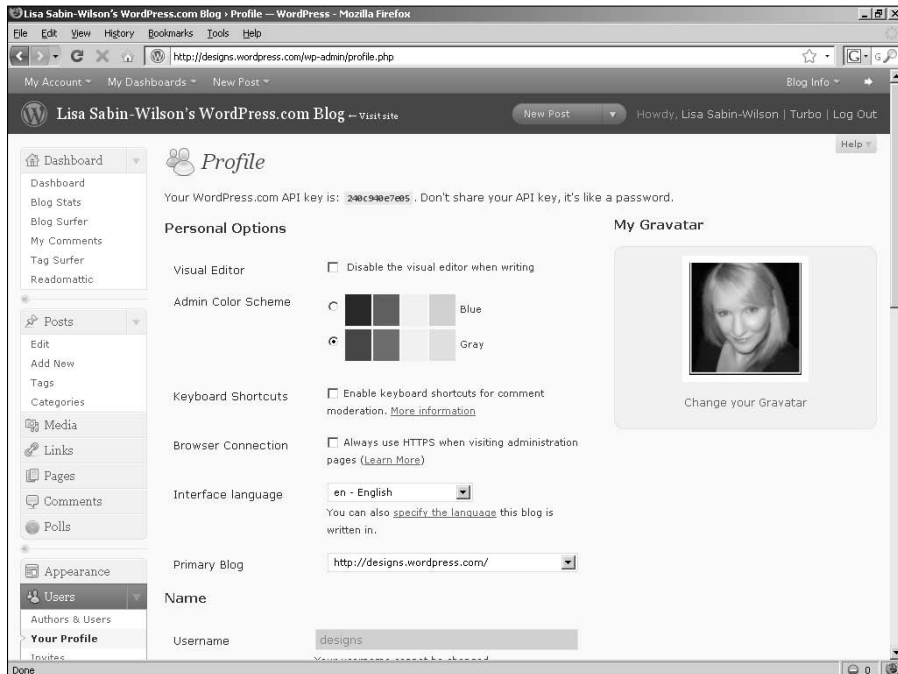 Lisa Sabin-Wilson's WordPress.com Blog › Profile — WordPress - Mozilla Firefox
File Edit View History Bookmarks Tools Help
http://designs.wordpress.com/wp-admin/profile.php
My Account My Dashboards New Post Blog Info
Lisa Sabin-Wilson's WordPress.com Blog ← Visit site New Post Howdy, Lisa Sabin-Wilson | Turbo | Log Out
Help
Dashboard
Dashboard
Blog Stats
Blog Surfer
My Comments
Tag Surfer
Readomattic
Posts
Edit
Add New
Tags
Categories
Media
Links
Pages
Comments
Polls
Appearance
Users
Authors & Users
Your Profile
Invites
Profile
Your WordPress.com API key is: 240c940e7e05 . Don't share your API key, it's like a password.
Personal Options
Visual Editor Disable the visual editor when writing
Admin Color Scheme Blue
Gray
Keyboard Shortcuts Enable keyboard shortcuts for comment
moderation. More information
Browser Connection Always use HTTPS when visiting administration
pages (Learn More)
Interface language en - English
You can also specify the language this blog is
written in.
Primary Blog http://designs.wordpress.com/
Name
Username designs
Your username cannot be changed
My Gravatar
Change your Gravatar
Done 0